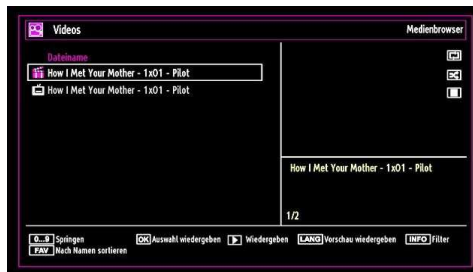 Videos
Medienbrowser
Dateiname
How I Met Your Mother - 1x01 - Pilot
How I Met Your Mother - 1x01 - Pilot
How I Met Your Mother - 1x01 - Pilot
1/2
0...9 Springen OK Auswahl wiedergeben Wiedergeben LANG Vorschau wiedergeben INFO Filter
FAV Nach Namen sortieren